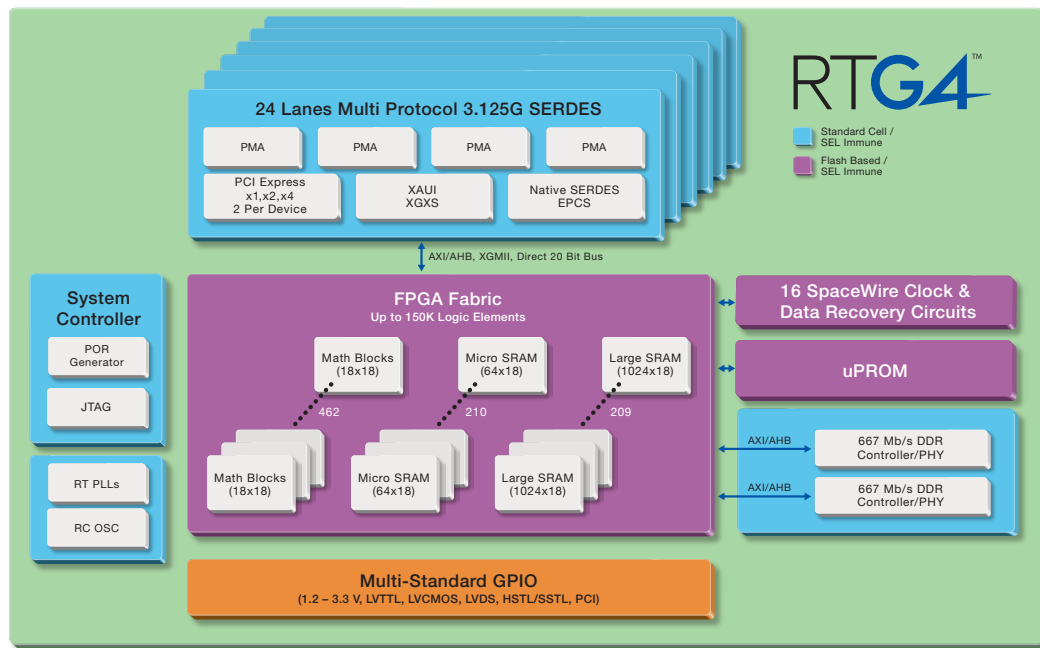 RTG4™
Standard Cell /
SEL Immune
Flash Based /
SEL Immune
24 Lanes Multi Protocol 3.125G SERDES
PMA
PMA
PMA
PMA
PCI Express
x1,x2,x4
2 Per Device
XAUI
XGXS
Native SERDES
EPCS
AXI/AHB, XGMII, Direct 20 Bit Bus
System
Controller
POR
Generator
JTAG
RT PLLs
RC OSC
FPGA Fabric
Up to 150K Logic Elements
Math Blocks
(18x18)
Micro SRAM
(64x18)
Large SRAM
(1024x18)
462
210
209
Math Blocks
(18x18)
Micro SRAM
(64x18)
Large SRAM
(1024x18)
16 SpaceWire Clock &
Data Recovery Circuits
uPROM
AXI/AHB
667 Mb/s DDR
Controller/PHY
AXI/AHB
667 Mb/s DDR
Controller/PHY
Multi-Standard GPIO
(1.2 – 3.3 V, LVTTL, LVCMOS, LVDS, HSTL/SSTL, PCI)